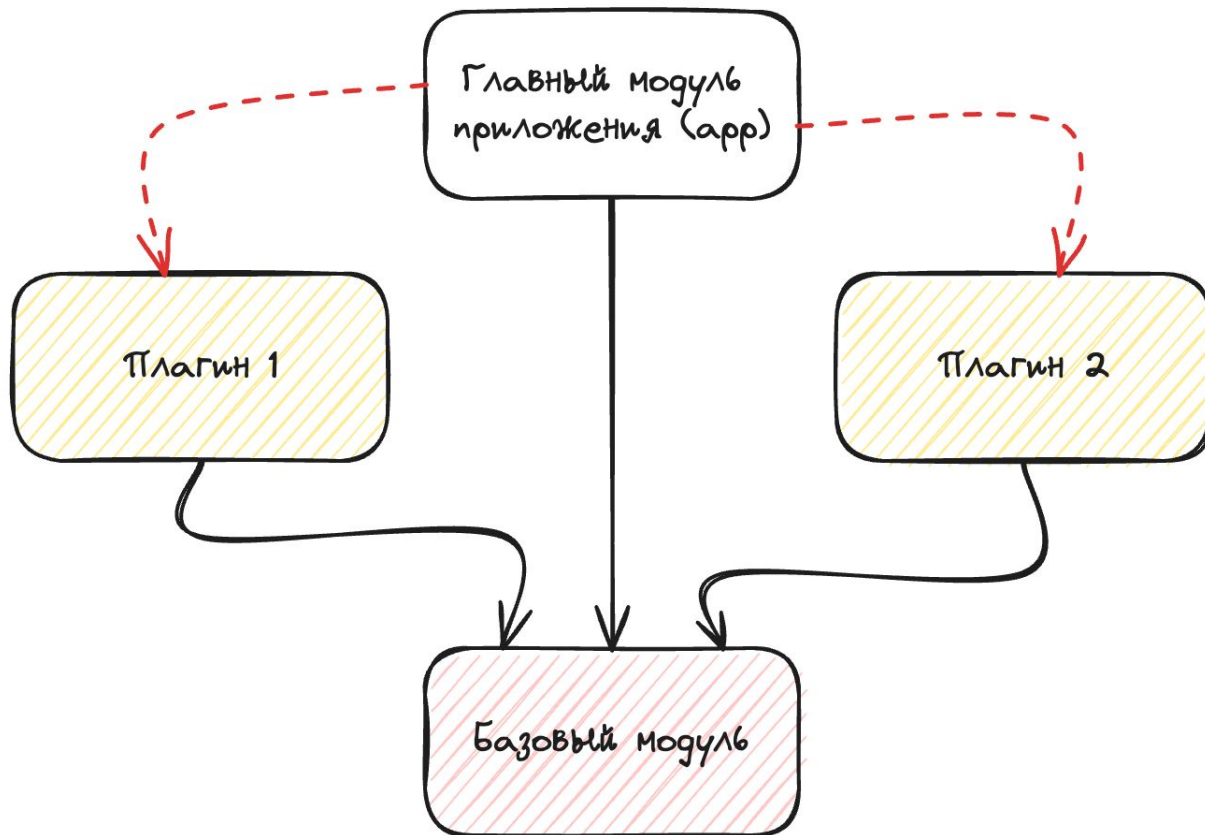 Главный модуль
приложения (app)
Плагин 1
Плагин 2
Базовый модуль